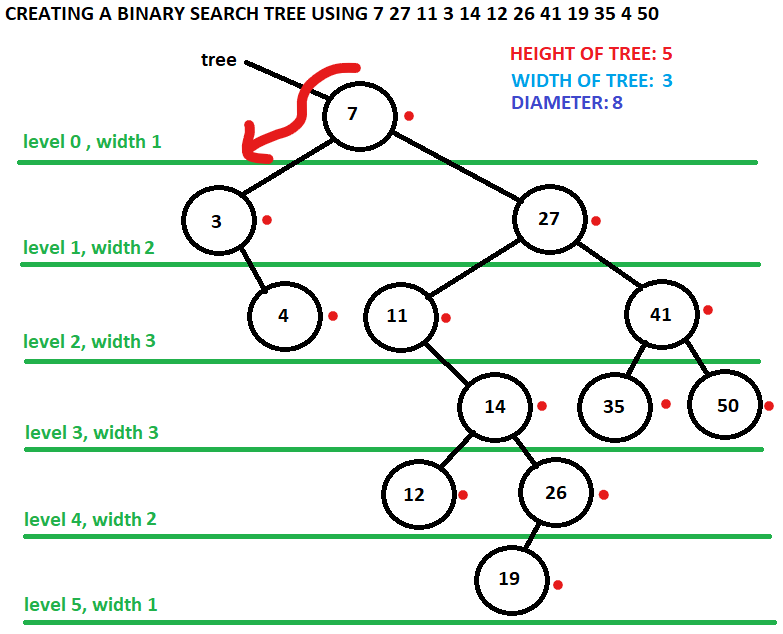 CREATING A BINARY SEARCH TREE USING 7 27 11 3 14 12 26 41 19 35 4 50
tree
HEIGHT OF TREE: 5
WIDTH OF TREE: 3
DIAMETER: 8
7
level 0 , width 1
3
27
level 1, width 2
4
11
41
level 2, width 3
14
35
50
level 3, width 3
12
26
level 4, width 2
19
level 5, width 1